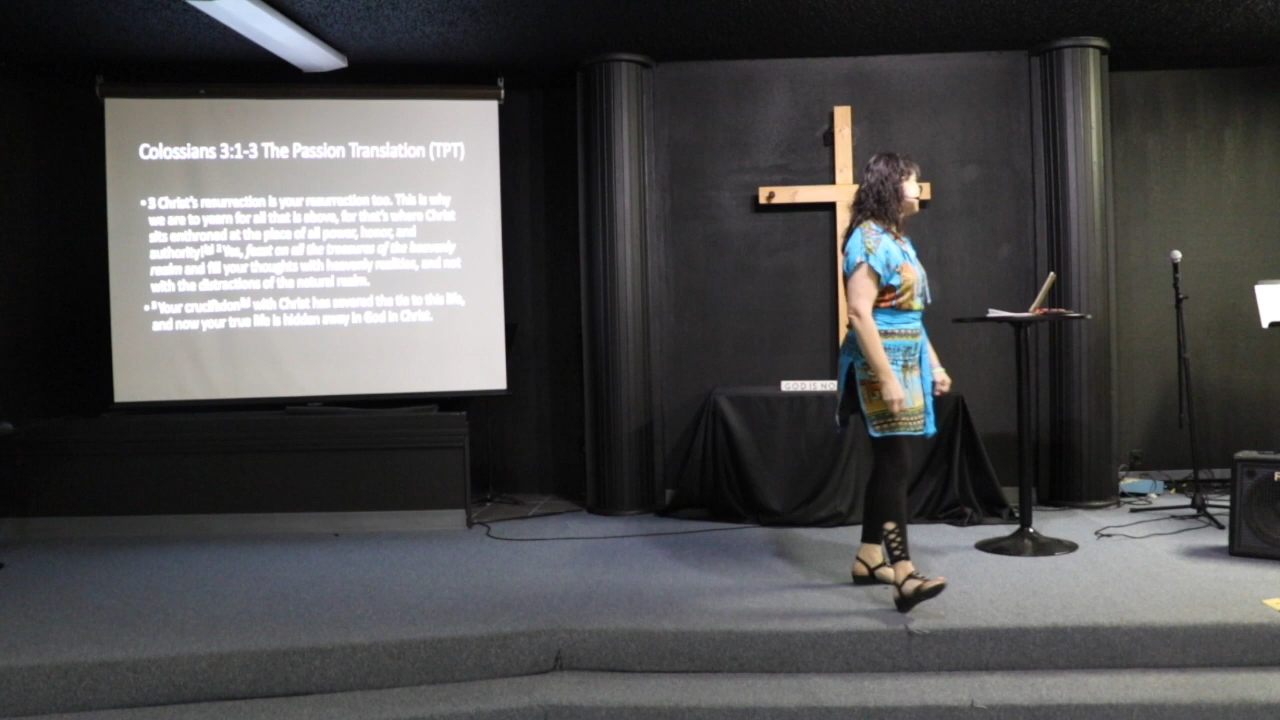 Colossians 3:1-3 The Passion Translation (TPT)
• 3 Christ's resurrection is your resurrection too. This is why
we are to yearn for all that is above, for that's where Christ
sits enthroned at the place of all power, honor, and
authority! 2 Yes, feast on all the treasures of the heavenly
realm and fill your thoughts with heavenly realities, and not
with the distractions of the natural realm.
• 3 Your crucifixion with Christ has severed the tie to this life,
and now your true life is hidden away in God in Christ.
GOD IS NO